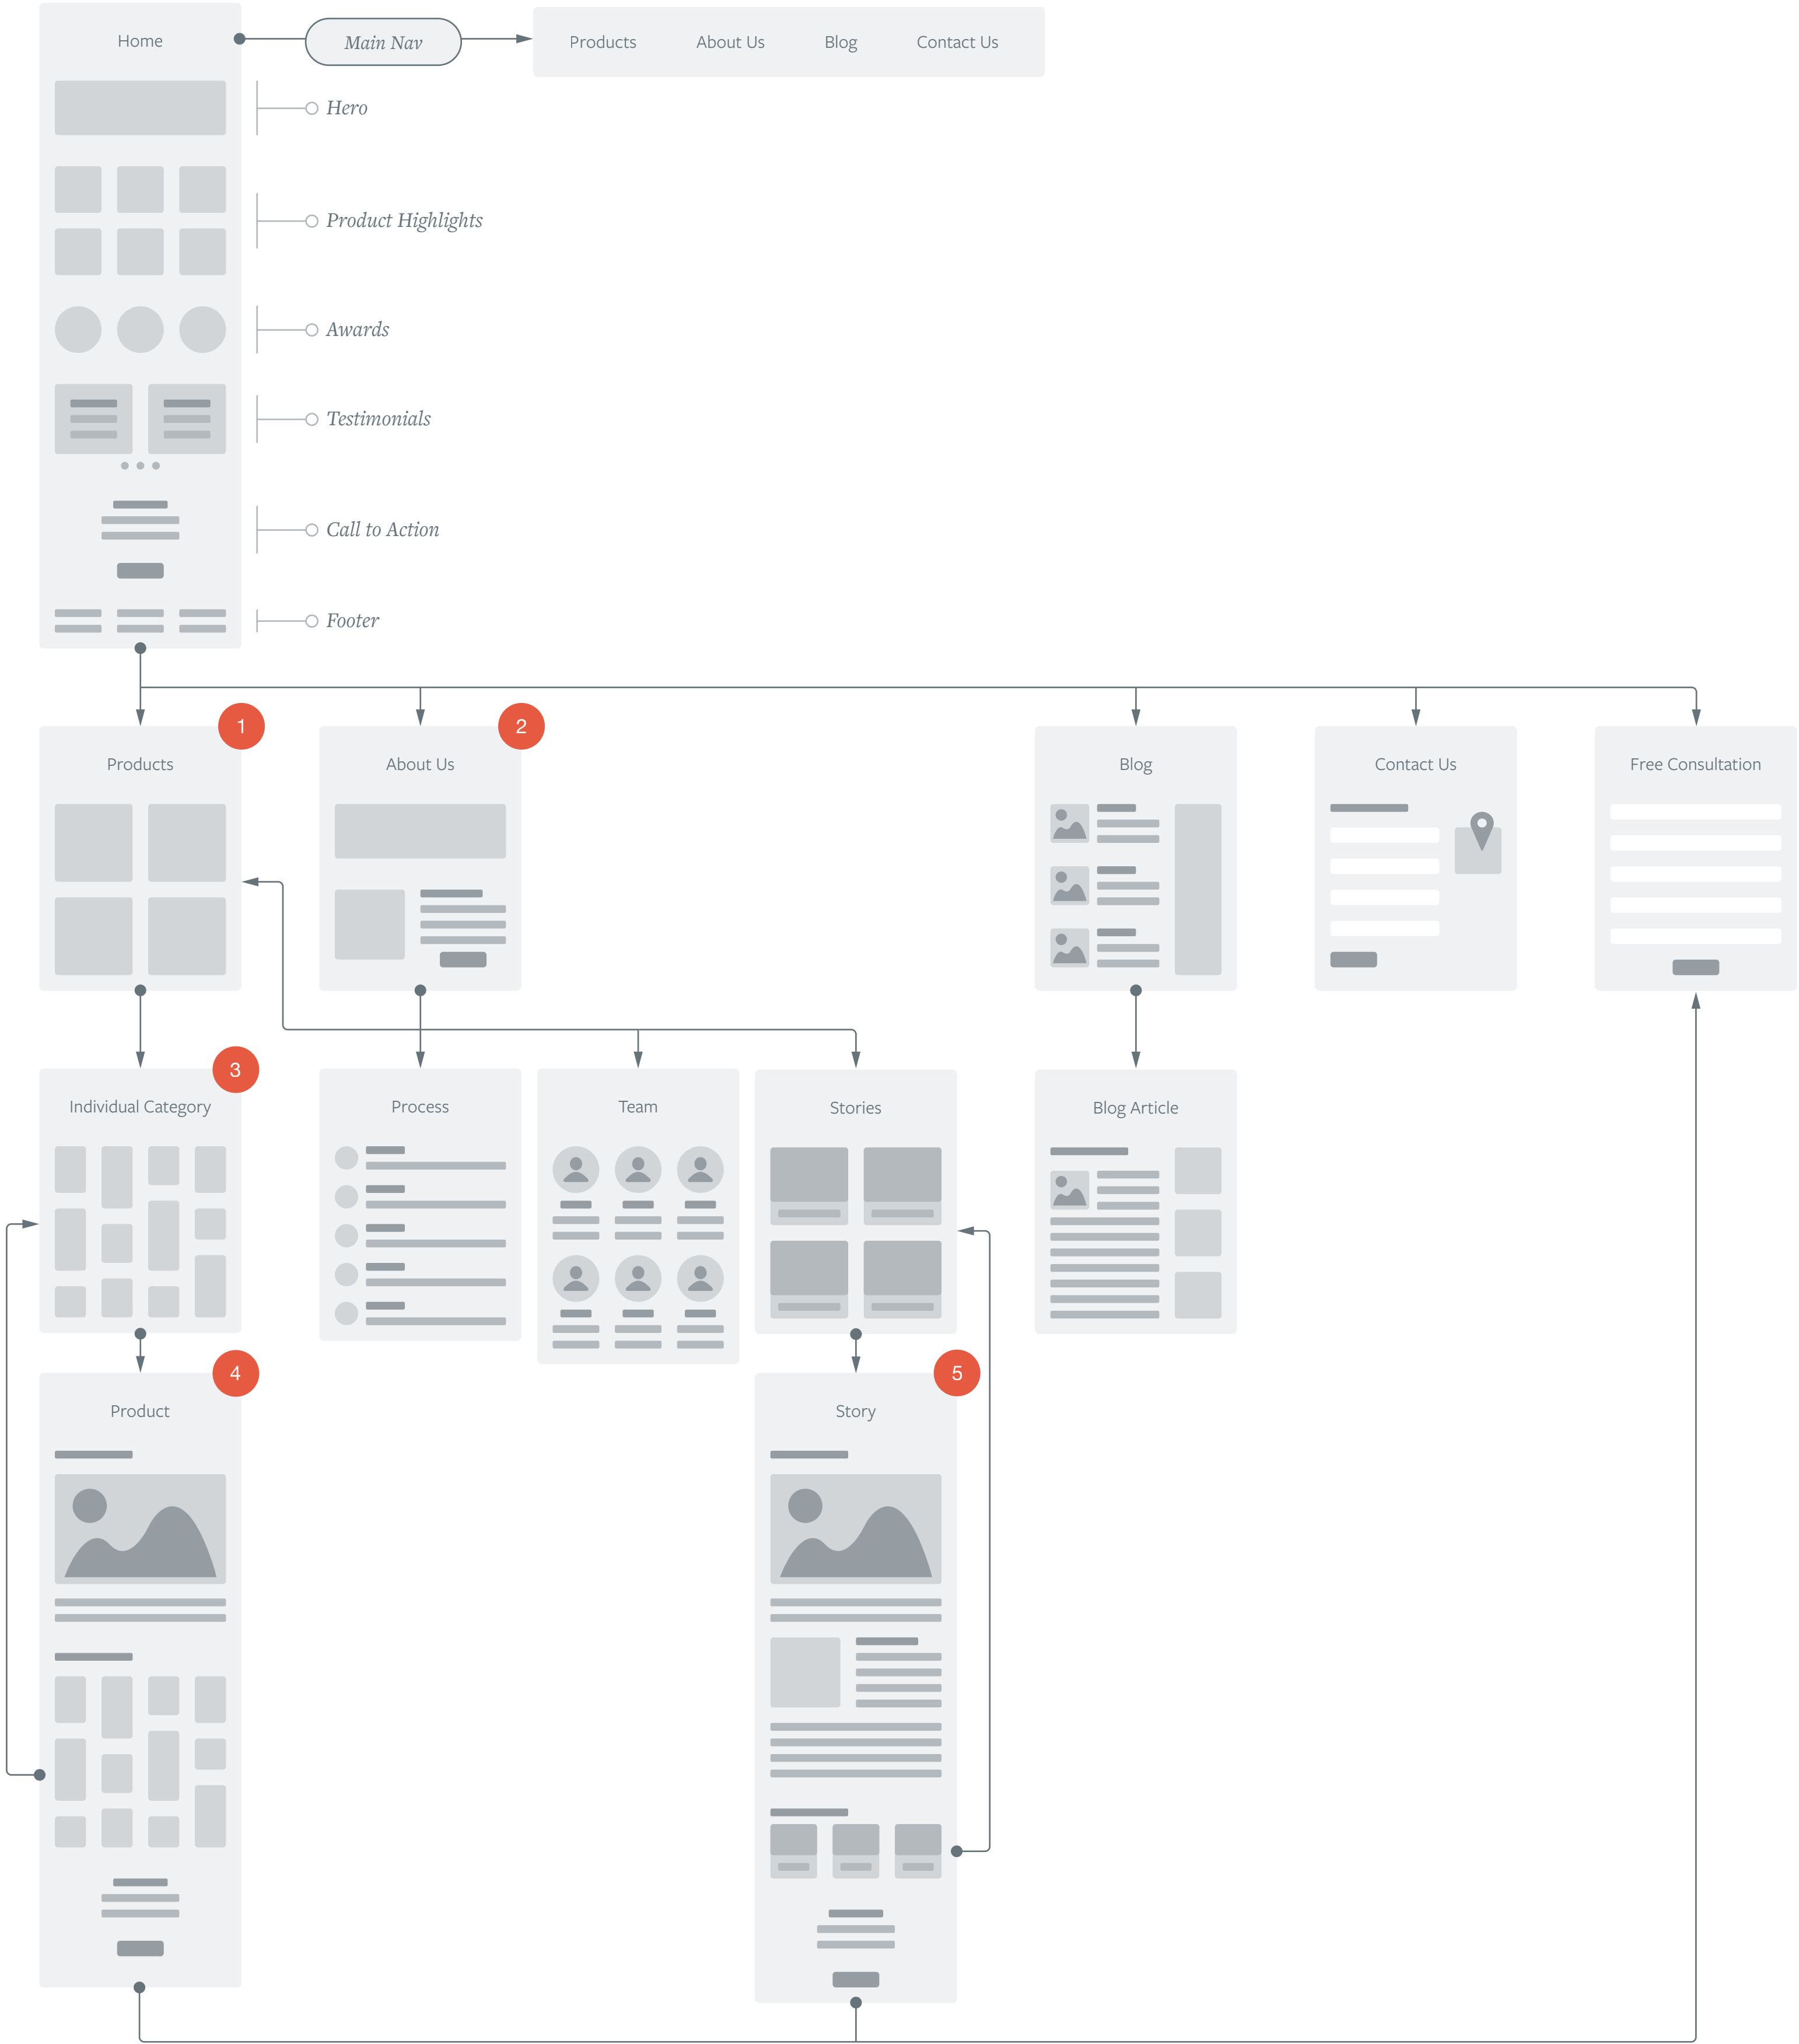 Home
Main Nav
Products About Us Blog Contact Us
Hero
Product Highlights
Awards
Testimonials
Call to Action
Footer
1
2
Products
About Us
Blog
Contact Us
Free Consultation
3
Individual Category
Process
Team
Stories
Blog Article
4
5
Product
Story